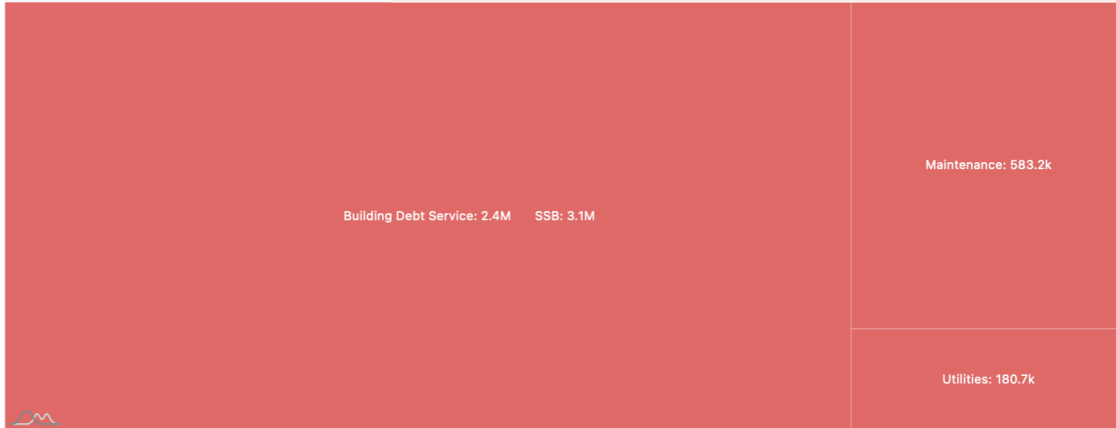 Maintenance: 583.2k
Building Debt Service: 2.4M SSB: 3.1M
Utilities: 180.7k